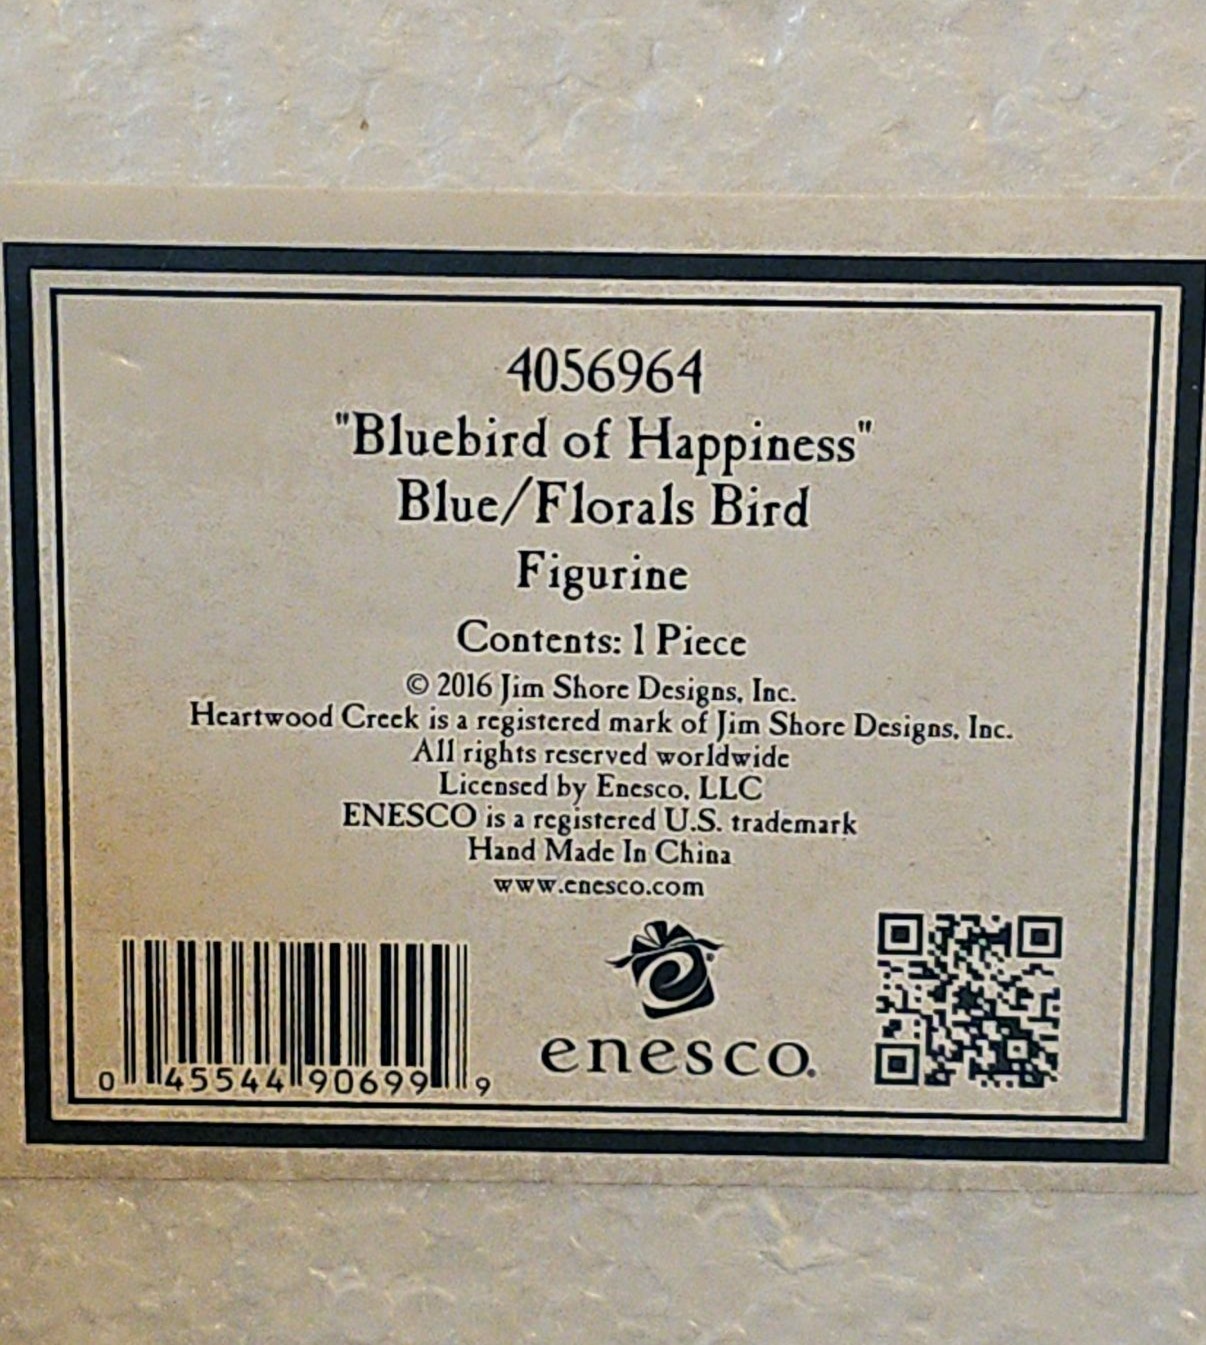 4056964
"Bluebird of Happiness"
Blue/Florals Bird
Figurine
Contents: 1 Piece
© 2016 Jim Shore Designs, Inc.
Heartwood Creek is a registered mark of Jim Shore Designs, Inc.
All rights reserved worldwide
Licensed by Enesco, LLC
ENESCO is a registered U.S. trademark
Hand Made In China
www.enesco.com
enesco.
0 45544 90699 9